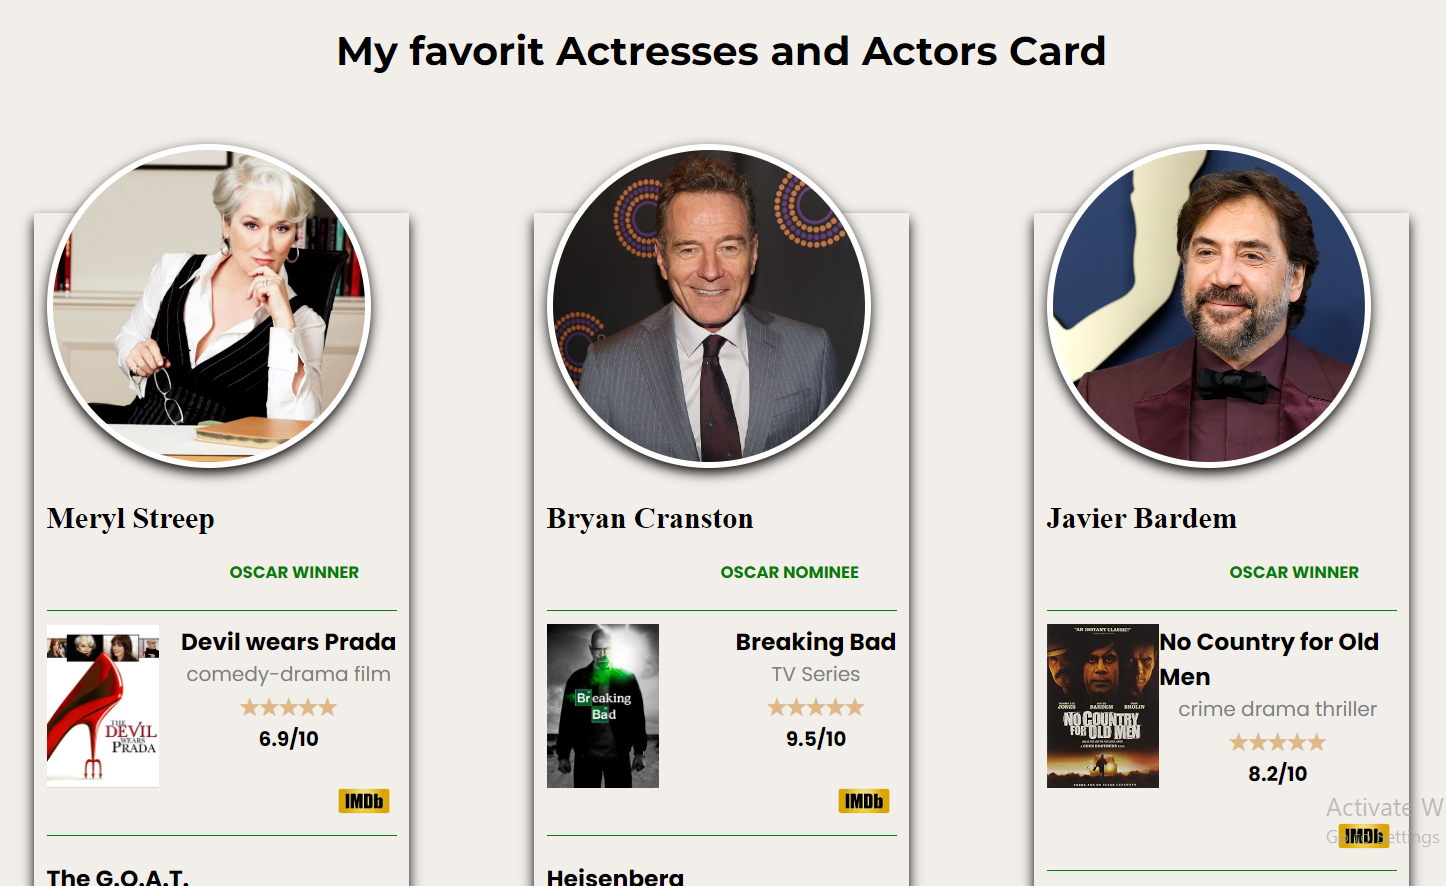 My favorit Actresses and Actors Card
Meryl Streep
OSCAR WINNER
Devil wears Prada
comedy-drama film
6.9/10
THE
DEVIL
WEARS
PRADA
IMDb
The G.O.A.T.
Bryan Cranston
OSCAR NOMINEE
Breaking Bad
TV Series
9.5/10
Breaking
Bad
IMDb
Heisenberg
Javier Bardem
OSCAR WINNER
No Country for Old
Men
crime drama thriller
8.2/10
"AN INSTANT CLASSIC!"
JONES BARDEM BROLIN
NO COUNTRY
FOR OLD MEN
IMDb
Activate W
Go to Settings